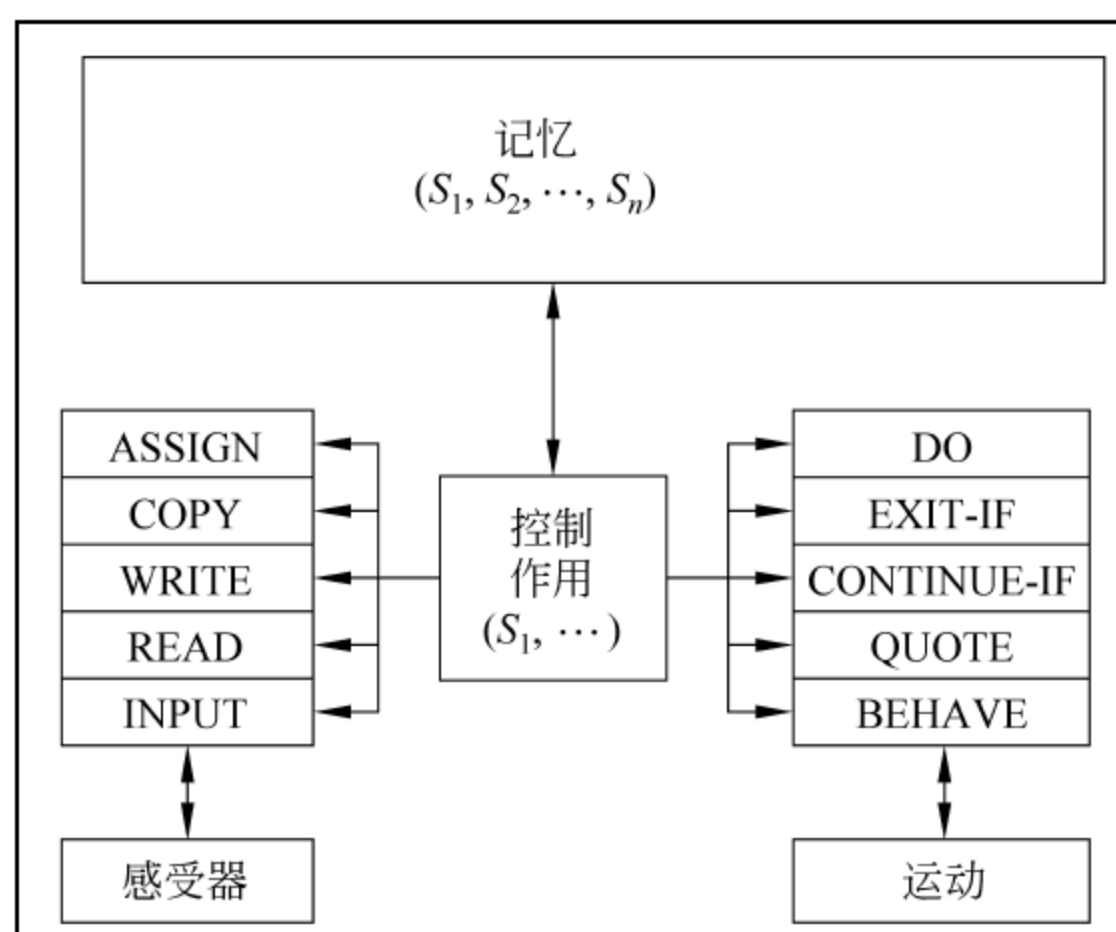 记忆
(S₁, S₂, ⋯, Sₙ)
ASSIGN
COPY
WRITE
READ
INPUT
控制
作用
(S₁, ⋯)
DO
EXIT-IF
CONTINUE-IF
QUOTE
BEHAVE
感受器
运动